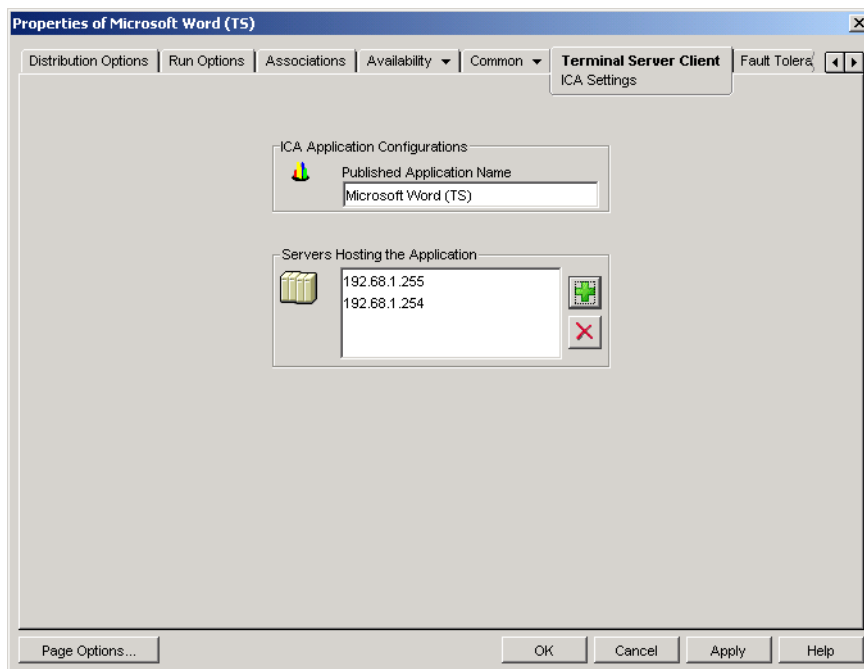 Properties of Microsoft Word (TS)
Distribution Options Run Options Associations Availability Common Terminal Server Client Fault Tolera
ICA Settings
ICA Application Configurations
Published Application Name
Microsoft Word (TS)
Servers Hosting the Application
192.68.1.255
192.68.1.254
Page Options... OK Cancel Apply Help